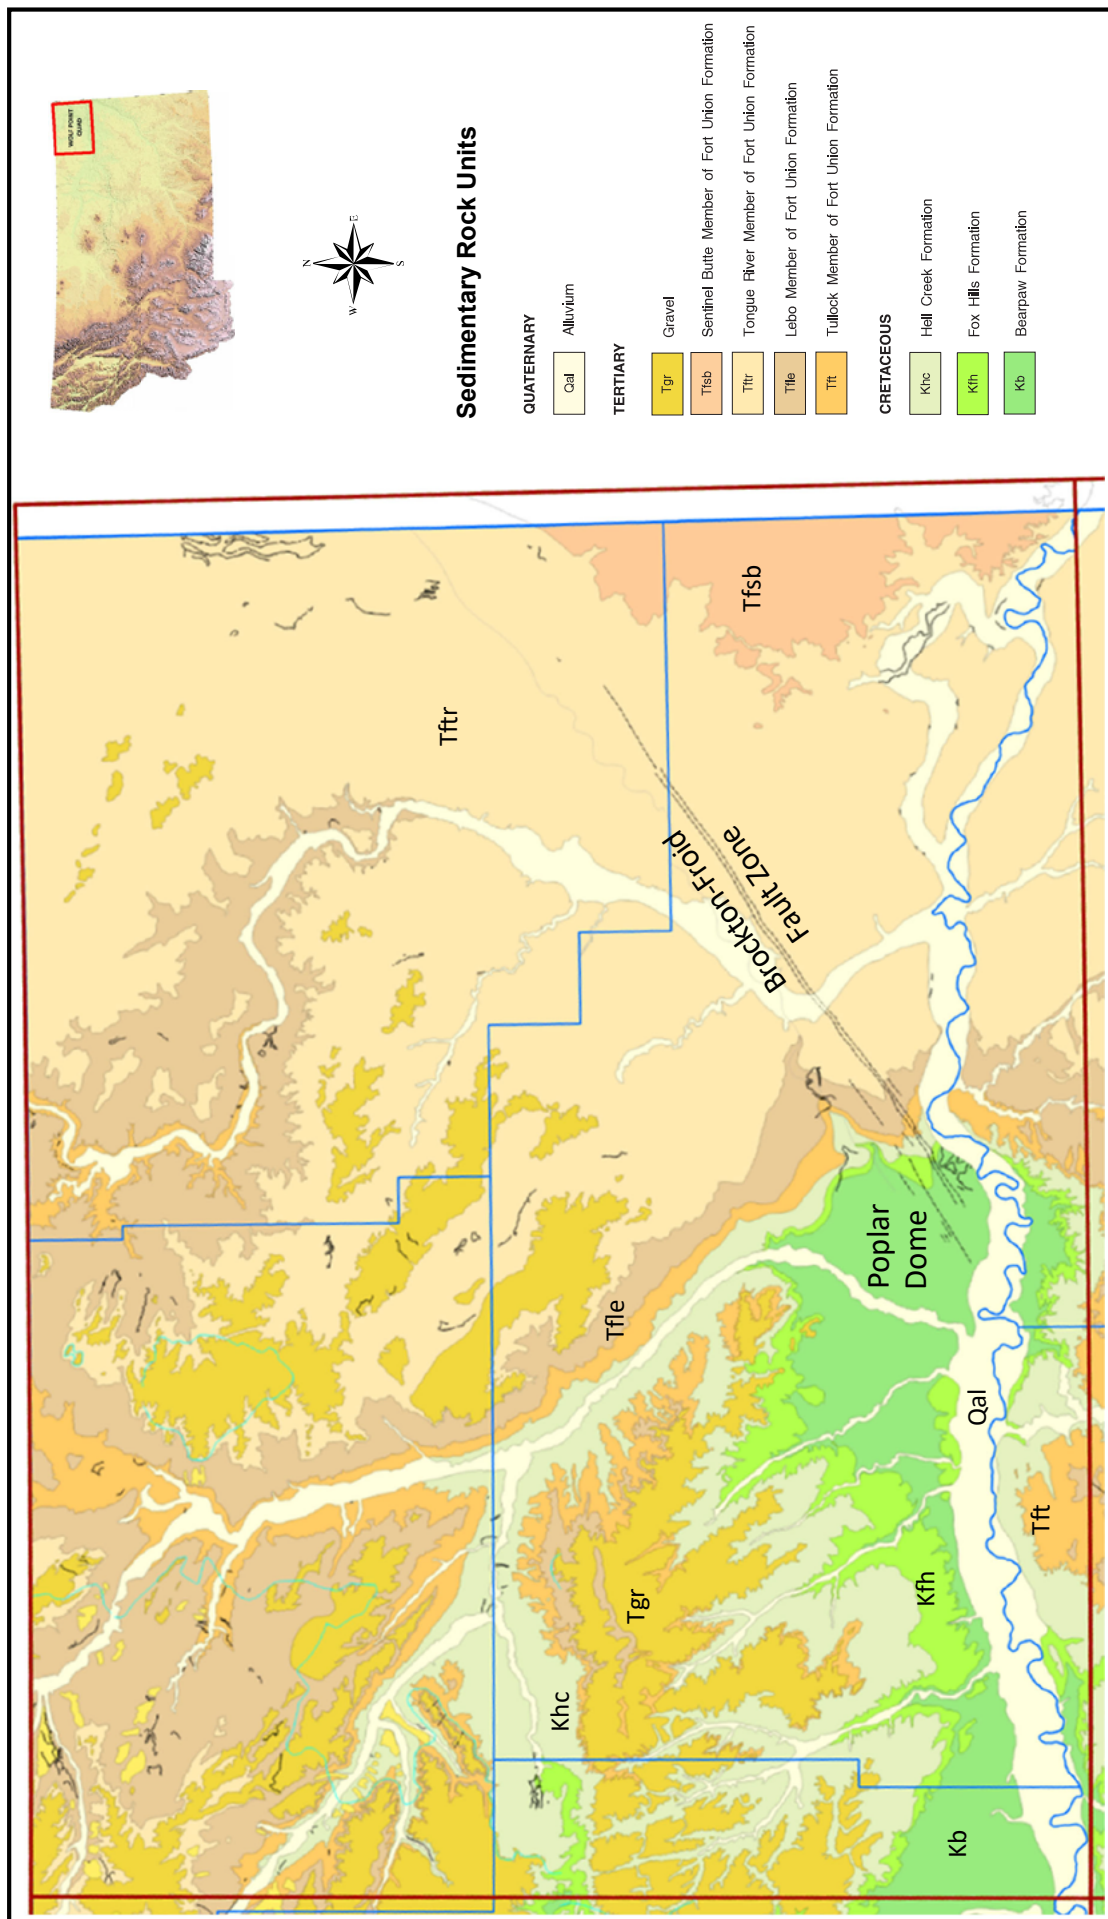 WOLF POINT
QUAD
N
W
E
S
Sedimentary Rock Units
QUATERNARY
Qal Alluvium
TERTIARY
Tgr Gravel
Tfsb Sentinel Butte Member of Fort Union Formation
Tftr Tongue River Member of Fort Union Formation
Tfle Lebo Member of Fort Union Formation
Tft Tullock Member of Fort Union Formation
CRETACEOUS
Khc Hell Creek Formation
Kfh Fox Hills Formation
Kb Bearpaw Formation
Tftr
Tfsb
Brockton-Froid
Fault Zone
Poplar
Dome
Tfle
Qal
Tft
Tgr
Kfh
Khc
Kb